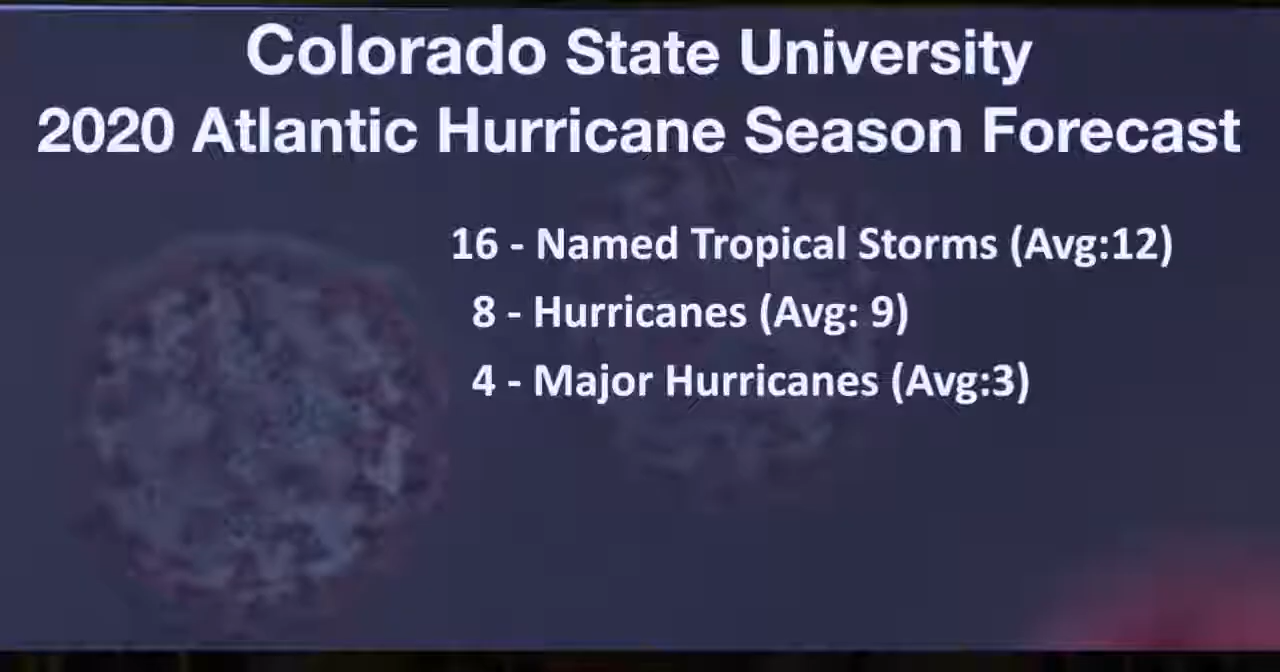 Colorado State University
2020 Atlantic Hurricane Season Forecast
16 - Named Tropical Storms (Avg:12)
8 - Hurricanes (Avg: 9)
4 - Major Hurricanes (Avg:3)